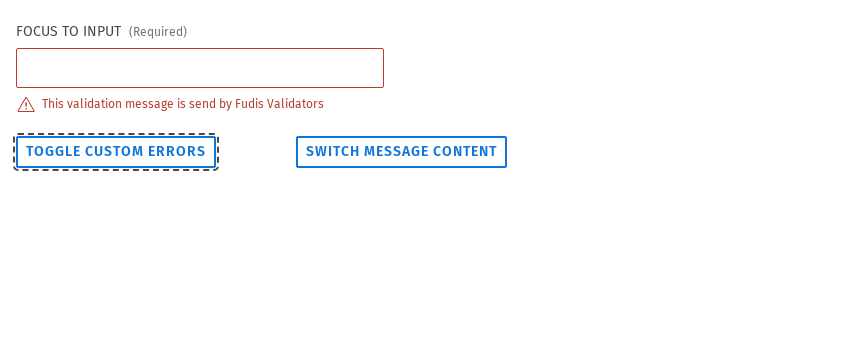 FOCUS TO INPUT (Required)
This validation message is send by Fudis Validators
TOGGLE CUSTOM ERRORS SWITCH MESSAGE CONTENT